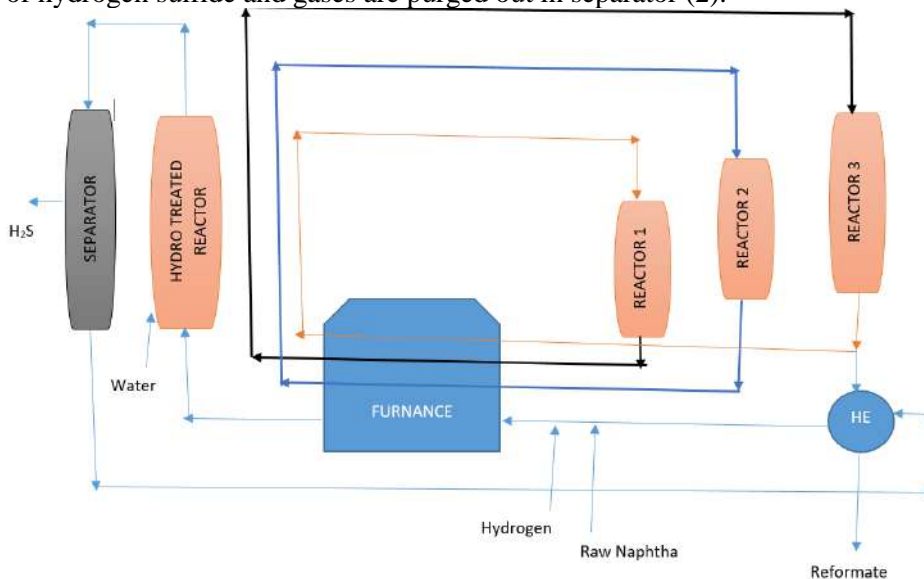 of hydrogen sulfide and gases are purged out in separator (2).
SEPARATOR
HYDRO TREATED
REACTOR
REACTOR 1
REACTOR 2
REACTOR 3
H₂S
Water
FURNANCE
HE
Hydrogen
Raw Naphtha
Reformate